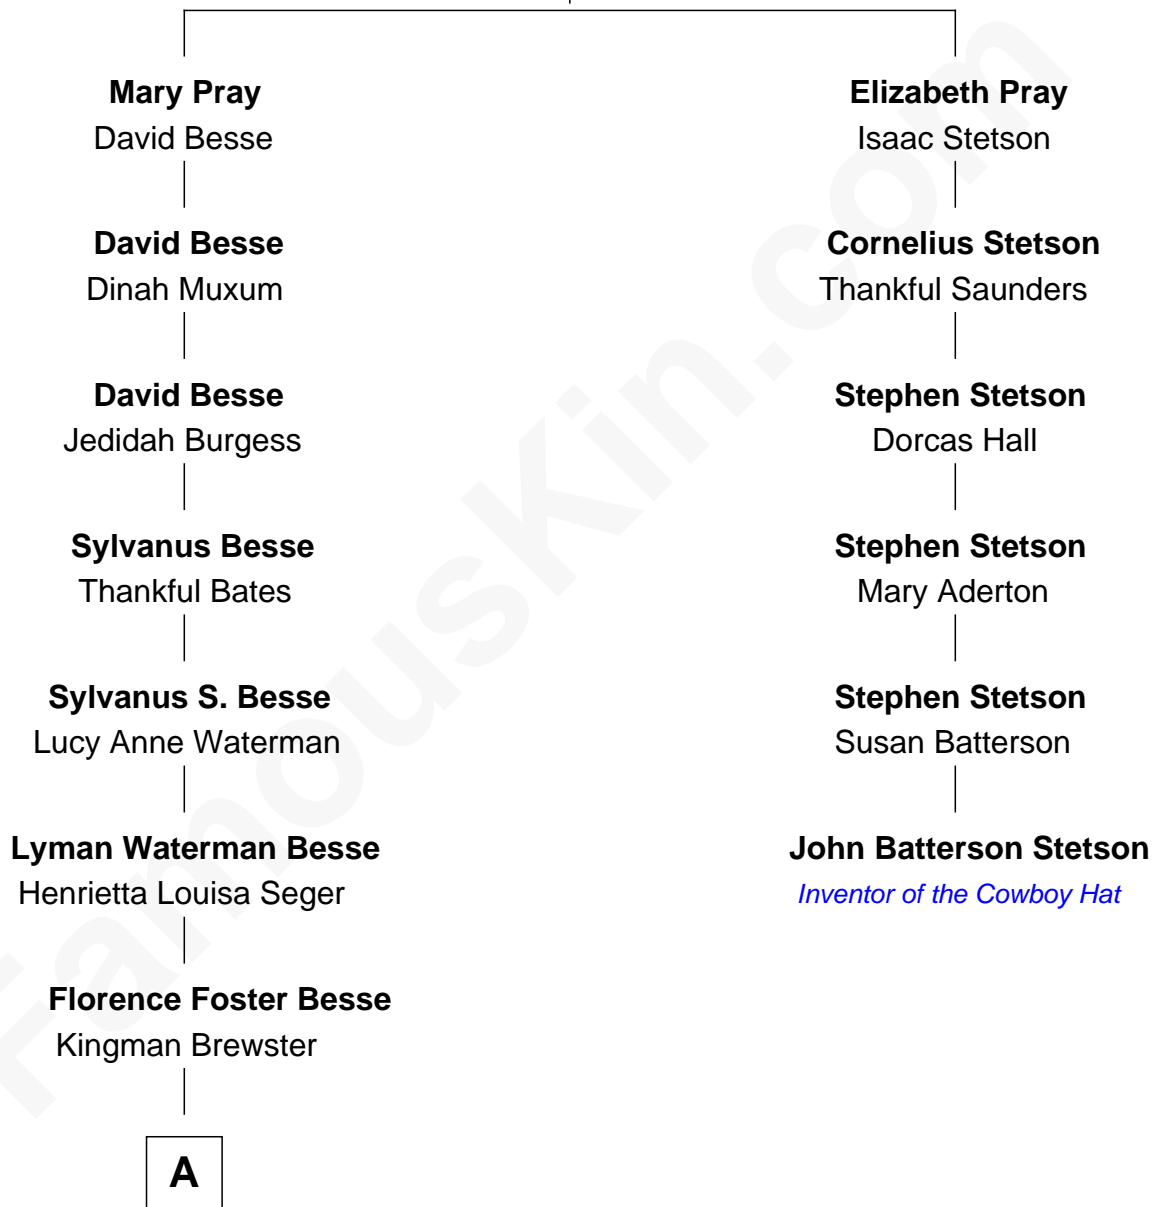 Mary Pray
David Besse
David Besse
Dinah Muxum
David Besse
Jedidah Burgess
Sylvanus Besse
Thankful Bates
Sylvanus S. Besse
Lucy Anne Waterman
Lyman Waterman Besse
Henrietta Louisa Seger
Florence Foster Besse
Kingman Brewster
A
Elizabeth Pray
Isaac Stetson
Cornelius Stetson
Thankful Saunders
Stephen Stetson
Dorcas Hall
Stephen Stetson
Mary Aderton
Stephen Stetson
Susan Batterson
John Batterson Stetson
Inventor of the Cowboy Hat
FamousKin.com